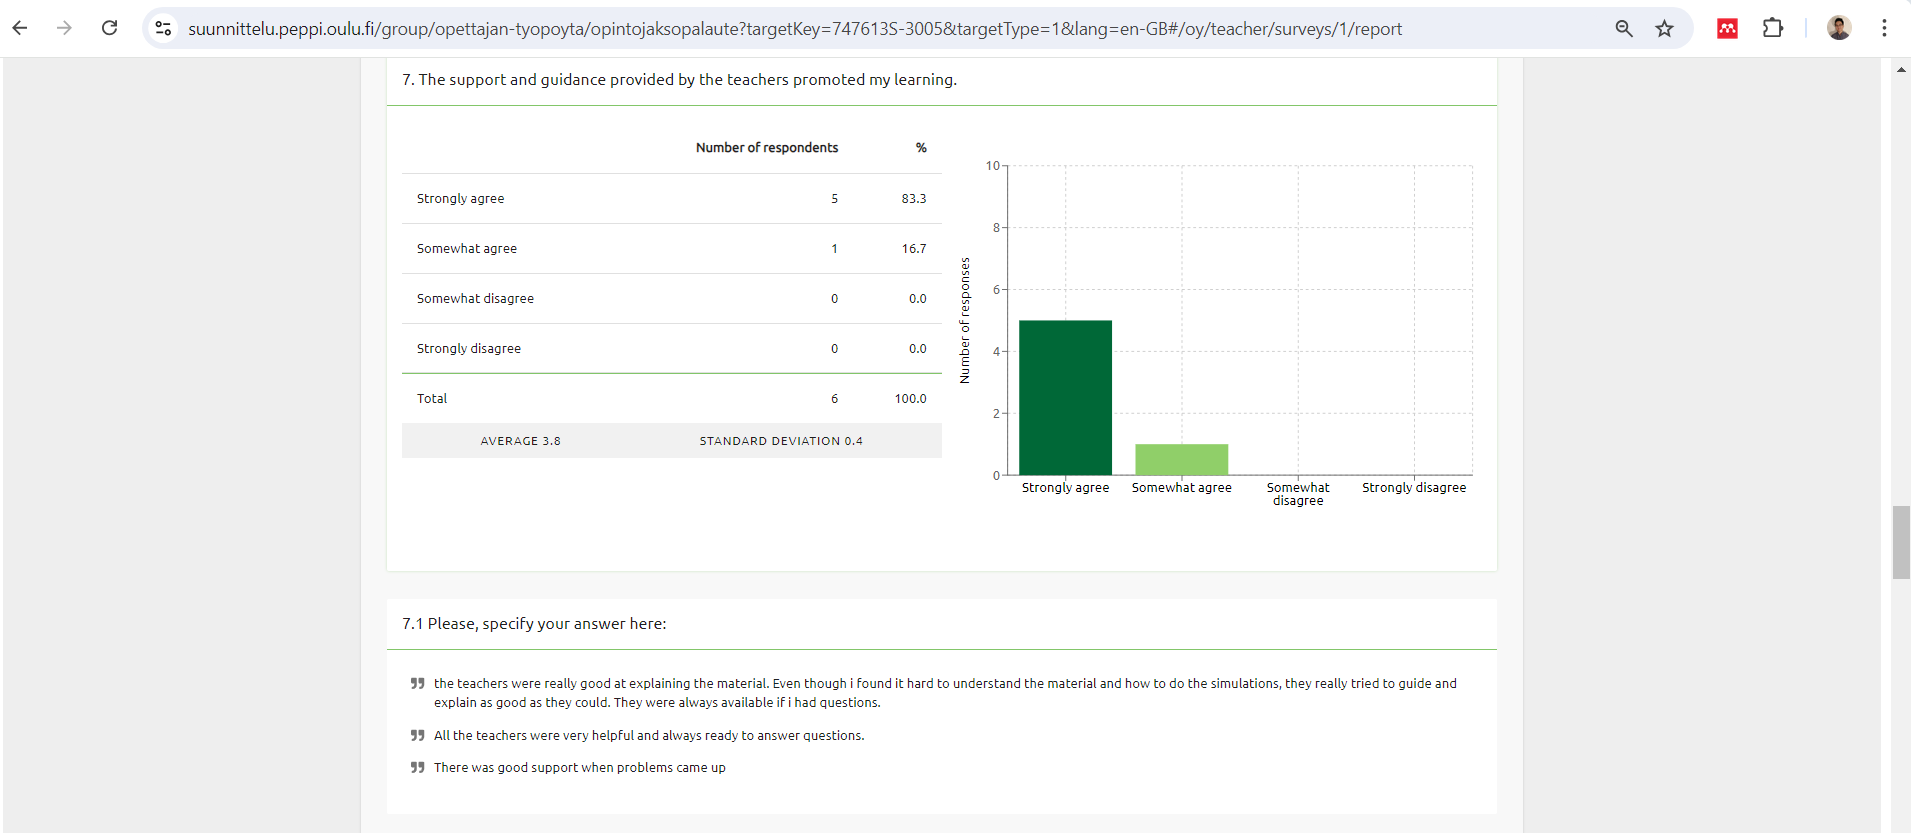 suunnittelu.peppi.oulu.fi/group/opettajan-tyopoyta/opintojaksopalaute?targetKey=747613S-3005&targetType=1&lang=en-GB#/oy/teacher/surveys/1/report
7. The support and guidance provided by the teachers promoted my learning.
Number of respondents %
Strongly agree 5 83.3
Somewhat agree 1 16.7
Somewhat disagree 0 0.0
Strongly disagree 0 0.0
Total 6 100.0
AVERAGE 3.8 STANDARD DEVIATION 0.4
Number of responses
10
8
6
4
2
0
Strongly agree Somewhat agree Somewhat disagree Strongly disagree
7.1 Please, specify your answer here:
the teachers were really good at explaining the material. Even though i found it hard to understand the material and how to do the simulations, they really tried to guide and
explain as good as they could. They were always available if i had questions.
All the teachers were very helpful and always ready to answer questions.
There was good support when problems came up